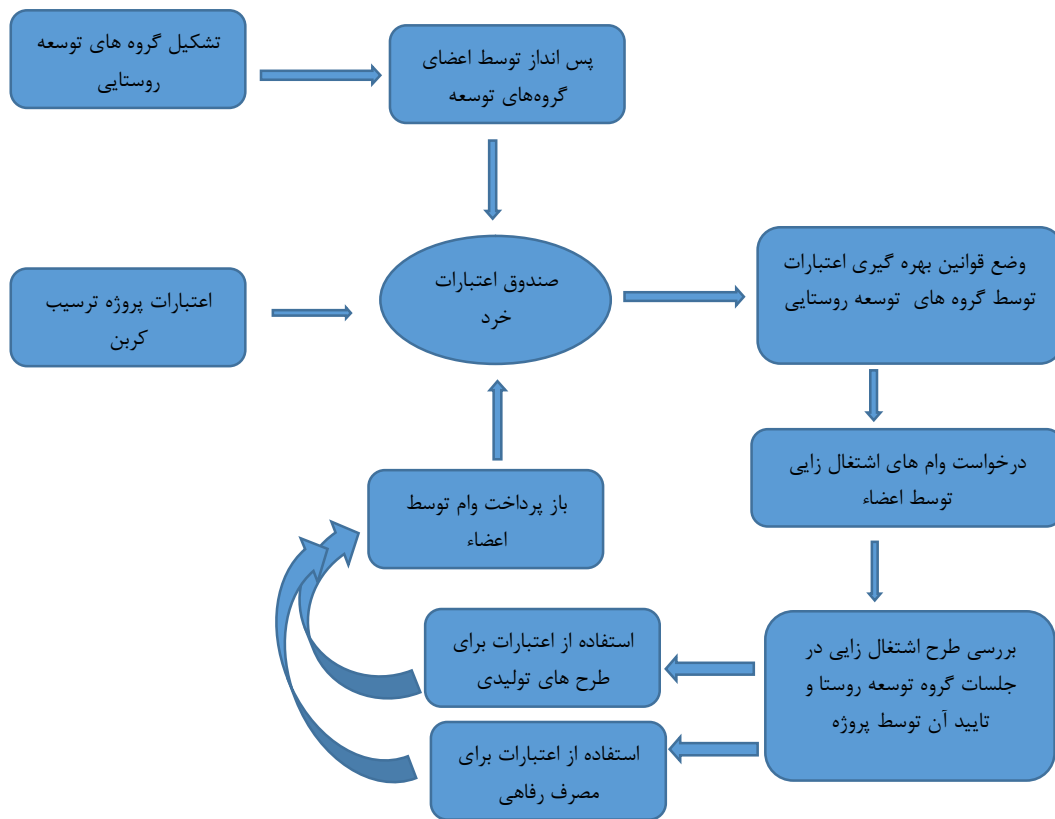 تشکیل گروه های توسعه
روستایی
پس انداز توسط اعضای
گروه‌های توسعه
اعتبارات پروژه ترسیب
کربن
صندوق اعتبارات
خرد
وضع قوانین بهره گیری اعتبارات
توسط گروه های توسعه روستایی
درخواست وام های اشتغال زایی
توسط اعضاء
بررسی طرح اشتغال زایی در
جلسات گروه توسعه روستا و
تایید آن توسط پروژه
استفاده از اعتبارات برای
طرح های تولیدی
استفاده از اعتبارات برای
مصرف رفاهی
باز پرداخت وام توسط
اعضاء